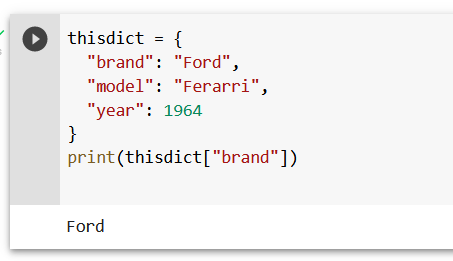 thisdict = {
  "brand": "Ford",
  "model": "Ferarri",
  "year": 1964
}
print(thisdict["brand"])
Ford